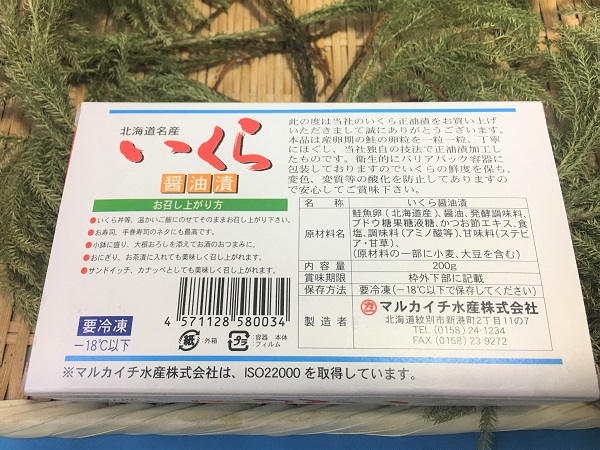 北海道名産
いくら
醤油漬
お召し上がり方
●いくら丼等、温かいご飯にのせてそのままお召し上がり下さい。
●お寿司、手巻寿司のネタにも最高です。
●小鉢に盛り、大根おろしを添えてお酒のおつまみに。
●おにぎり、お茶漬に入れても美味しく召し上がれます。
●サンドイッチ、カナッペとしても美味しく召し上がれます。
要冷凍
−18℃以下
4 571128 580034
紙 :外箱
プラ :容器 本体 フィルム
此の度は当社のいくら正油漬をお買い上げ
いただきまして誠にありがとうございます。
本品は産卵期の鮭の卵粒を一粒一粒、丁寧
にほぐし、当社独自の技法で正油漬加工し
たものです。衛生的にバリアパック容器に
包装しておりますのでいくらの鮮度を保ち、
変色、変質等の酸化を防止してありますの
で安心してご賞味下さい。
名 称 いくら醤油漬
原材料名 鮭魚卵(北海道産)、醤油、発酵調味料、
ブドウ糖果糖液糖、かつお節エキス、食
塩、調味料(アミノ酸等)、甘味料(ステビ
ア・甘草)、
(原材料の一部に小麦、大豆を含む)
内 容 量 200g
賞味期限 枠外下部に記載
保存方法 要冷凍(−18℃以下で保存してください)
製 造 者 マルカイチ水産株式会社
北海道紋別市新港町2丁目11の7
TEL (0158) 24-1234
FAX (0158) 23-9272
※マルカイチ水産株式会社は、ISO22000を取得しています。